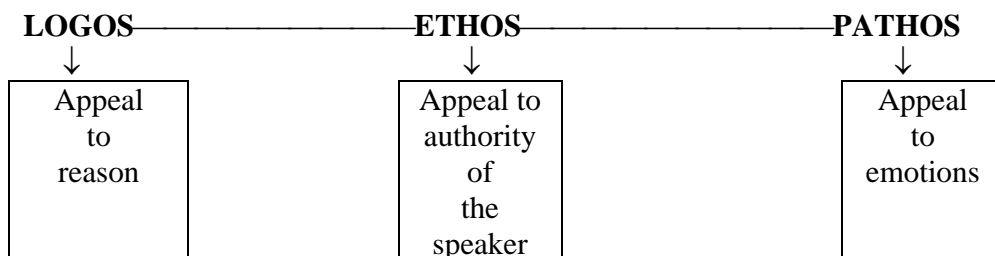 LOGOS————————ETHOS————————PATHOS
↓ ↓ ↓
Appeal
to
reason
Appeal to
authority
of
the
speaker
Appeal
to
emotions